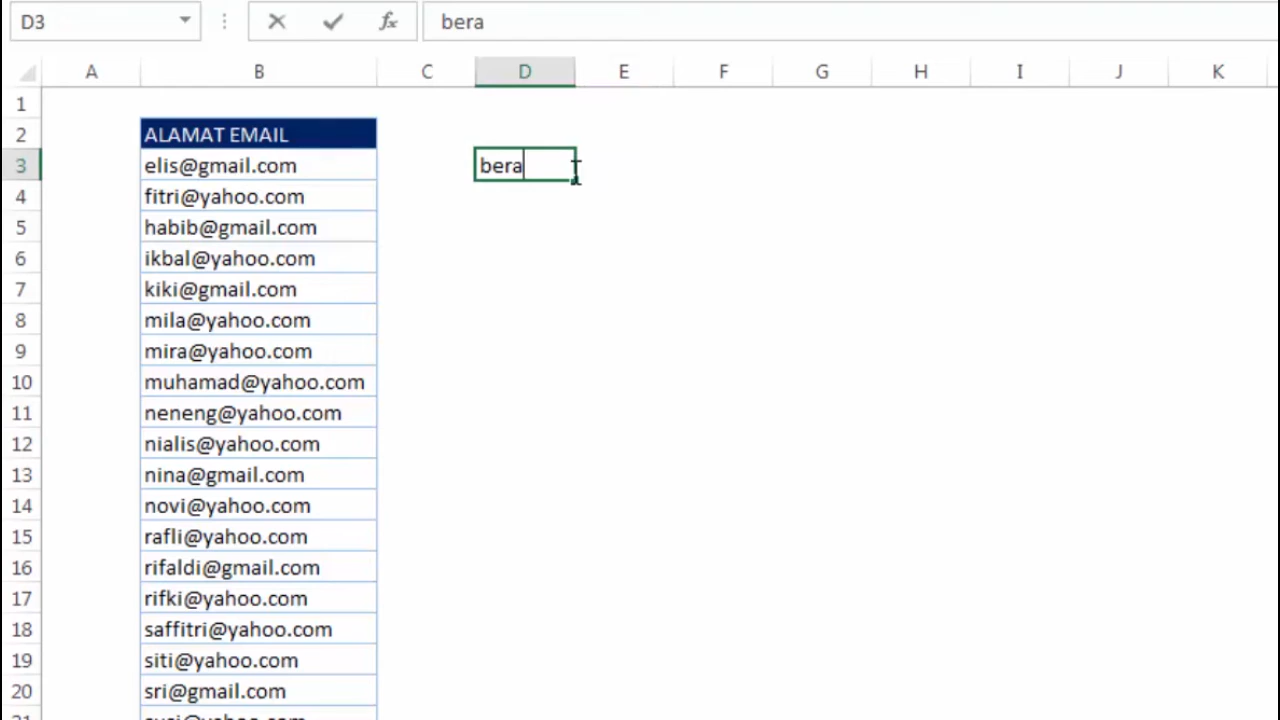 D3 fx bera
A B C D E F G H I J K
1
2 ALAMAT EMAIL
3 elis@gmail.com bera
4 fitri@yahoo.com
5 habib@gmail.com
6 ikbal@yahoo.com
7 kiki@gmail.com
8 mila@yahoo.com
9 mira@yahoo.com
10 muhamad@yahoo.com
11 neneng@yahoo.com
12 nialis@yahoo.com
13 nina@gmail.com
14 novi@yahoo.com
15 rafli@yahoo.com
16 rifaldi@gmail.com
17 rifki@yahoo.com
18 saffitri@yahoo.com
19 siti@yahoo.com
20 sri@gmail.com